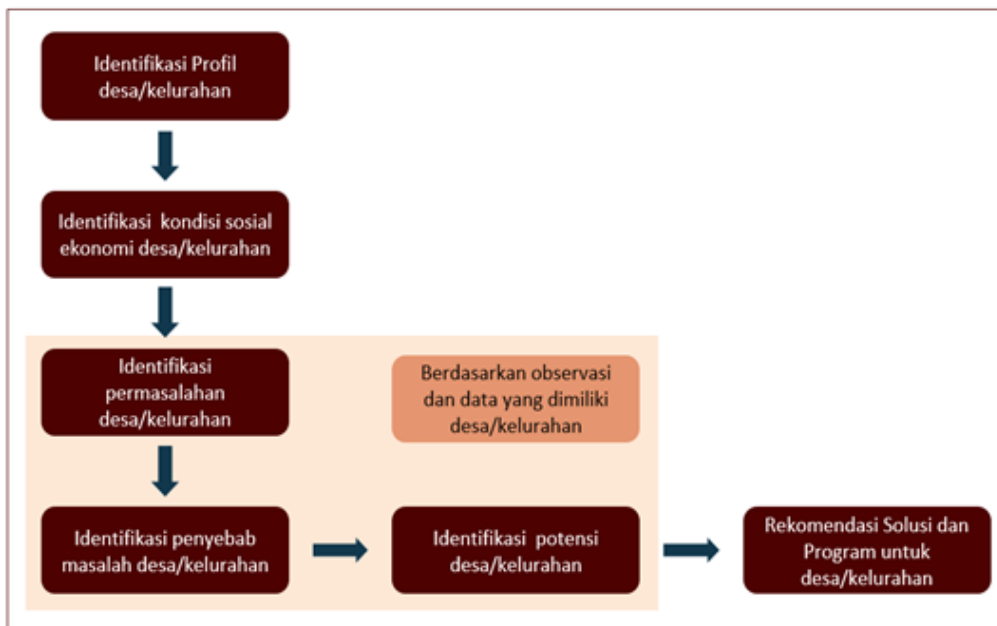 Identifikasi Profil
desa/kelurahan
Identifikasi kondisi sosial
ekonomi desa/kelurahan
Identifikasi
permasalahan
desa/kelurahan
Berdasarkan observasi
dan data yang dimiliki
desa/kelurahan
Identifikasi penyebab
masalah desa/kelurahan
Identifikasi potensi
desa/kelurahan
Rekomendasi Solusi dan
Program untuk
desa/kelurahan